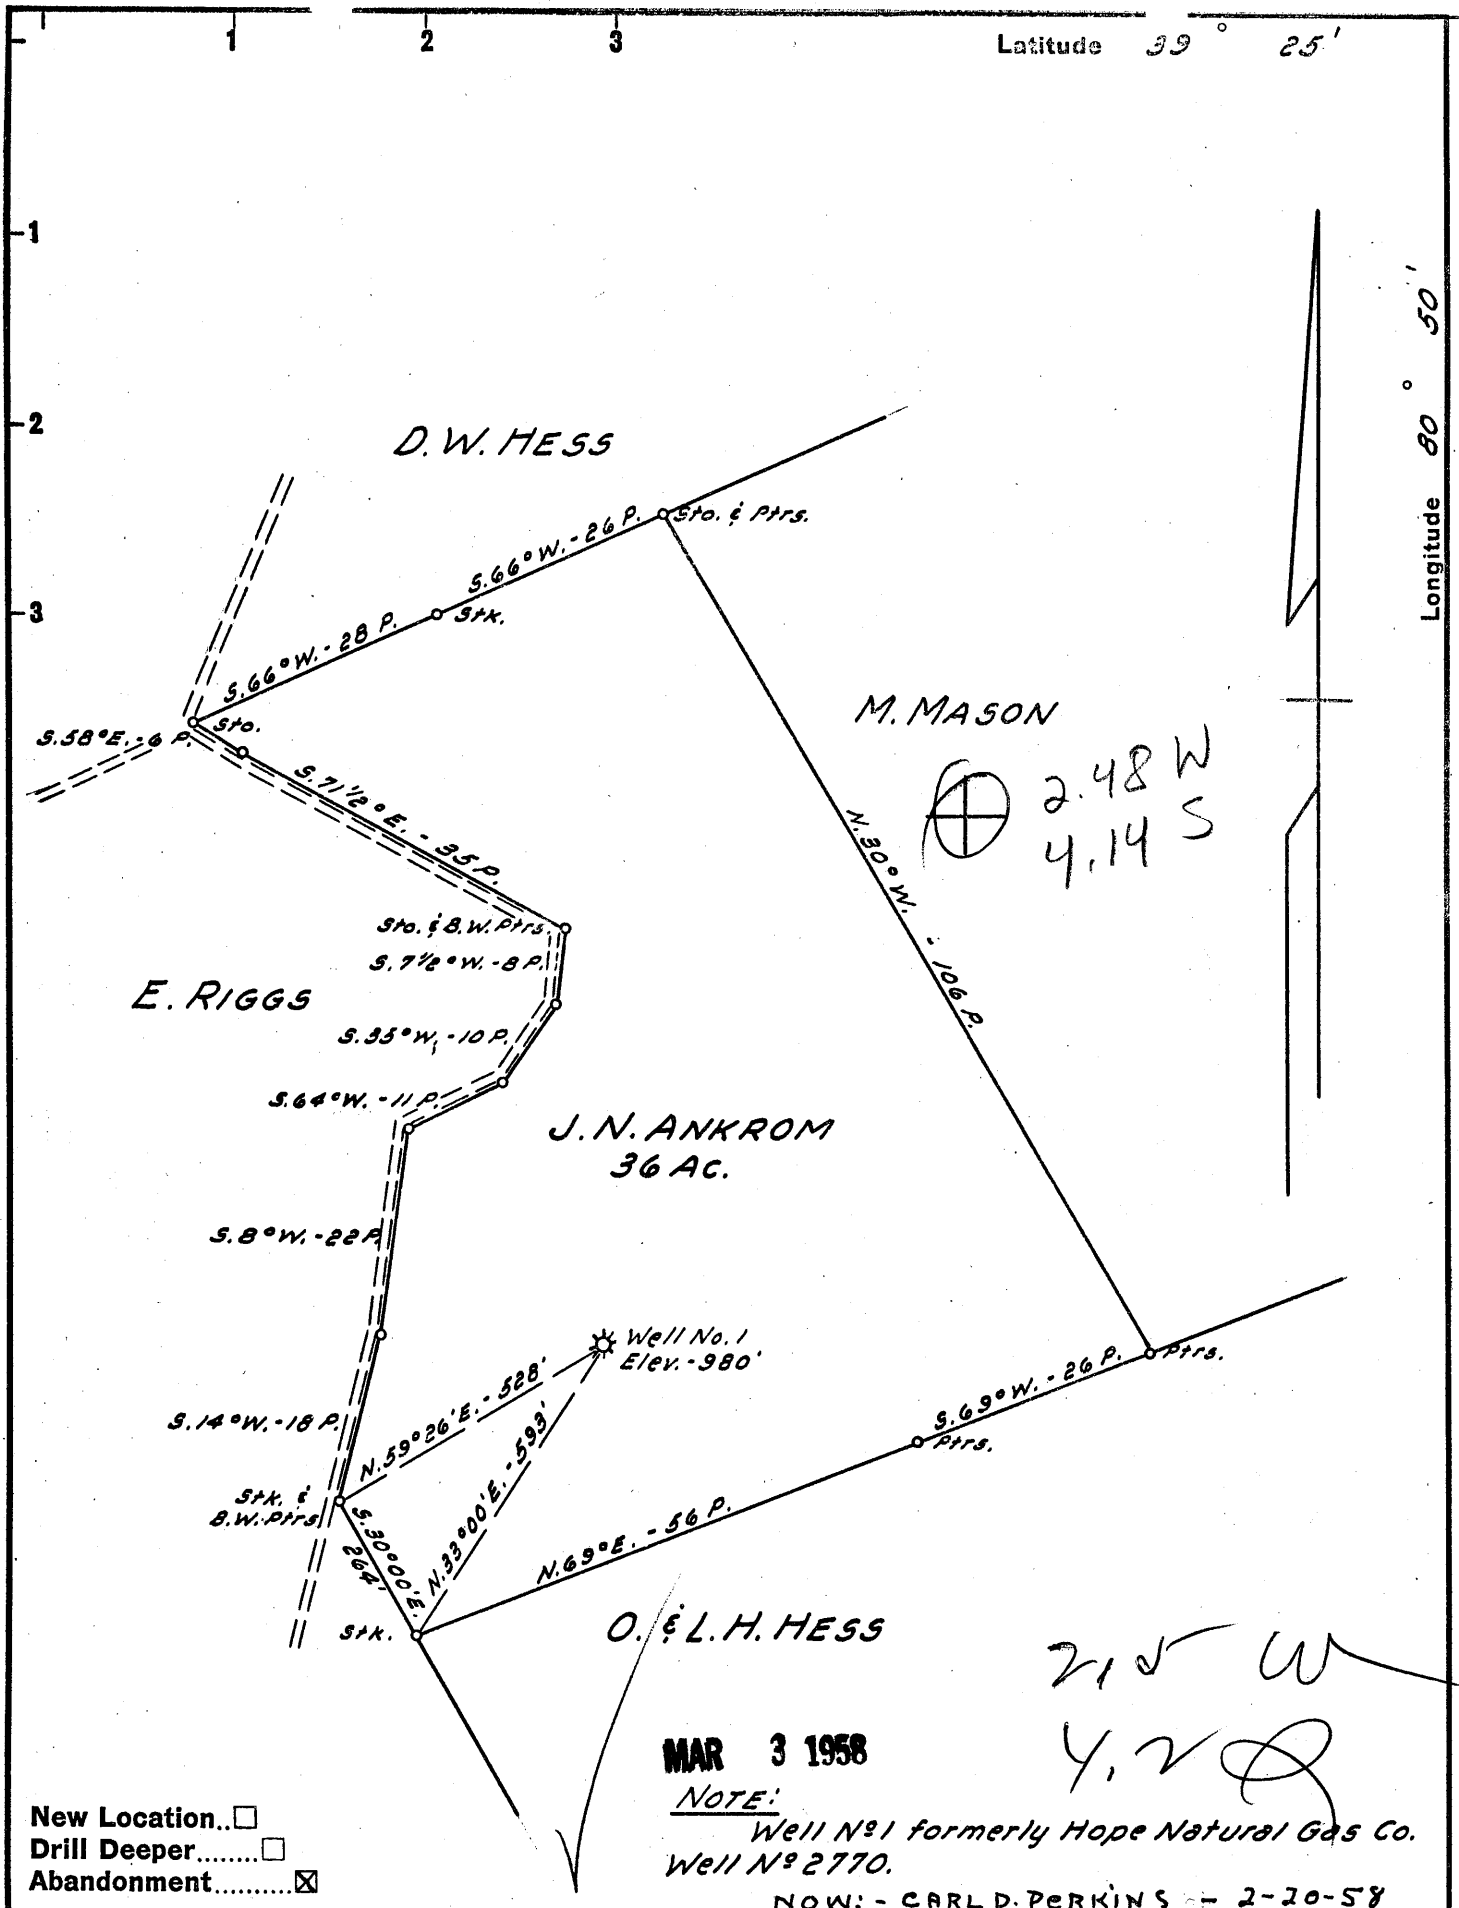 1 2 3
Latitude 39° 25'
1
2
3
Longitude 80° 50'
D.W. HESS
S.66°W.-26 P.
Sto. & Ptrs.
S.66°W.-28 P.
Stk.
Sto.
S.58°E.-6 P.
S.71½°E.-35 P.
M. MASON
2.48 W
4.14 S
N.30°W.-106 P.
Sto. & B.W. Ptrs.
S.7½°W.-8 P.
E. RIGGS
S.35°W.-10 P.
S.64°W.-11 P.
J.N. ANKROM
36 AC.
S.8°W.-22 P.
Well No. 1
Elev.-980'
N.59°26'E.-528'
S.14°W.-18 P.
N.33°00'E.-593'
S.69°W.-26 P.
Ptrs.
Ptrs.
Stk. &
B.W. Ptrs
S.30°00'E.
264'
N.69°E.-56 P.
Stk.
O. & L.H. HESS
2.5 W
4.2
MAR 3 1958
NOTE:
Well Nº1 formerly Hope Natural Gas Co.
Well Nº 2770.
NOW:- CARL D. PERKINS - 2-20-58
New Location..☐
Drill Deeper........☐
Abandonment..........☒